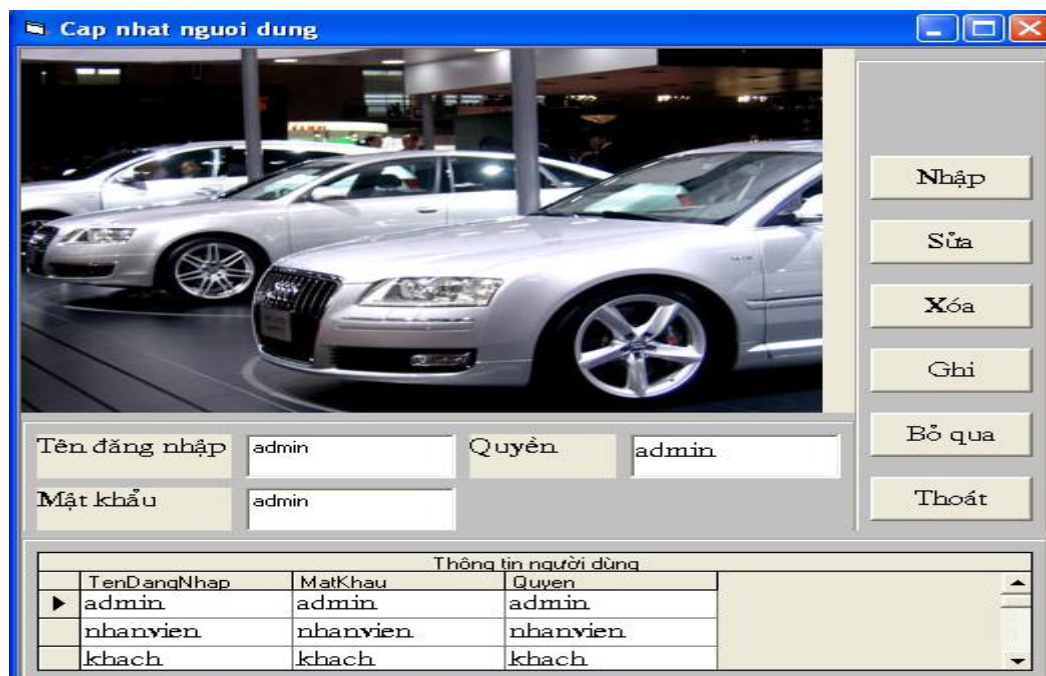 Cap nhat nguoi dung
Nhập
Sửa
Xóa
Ghi
Bỏ qua
Thoát
Tên đăng nhập admin Quyền admin
Mật khẩu admin
Thông tin người dùng
TenDangNhap MatKhau Quyen
admin admin admin
nhanvien nhanvien nhanvien
khach khach khach